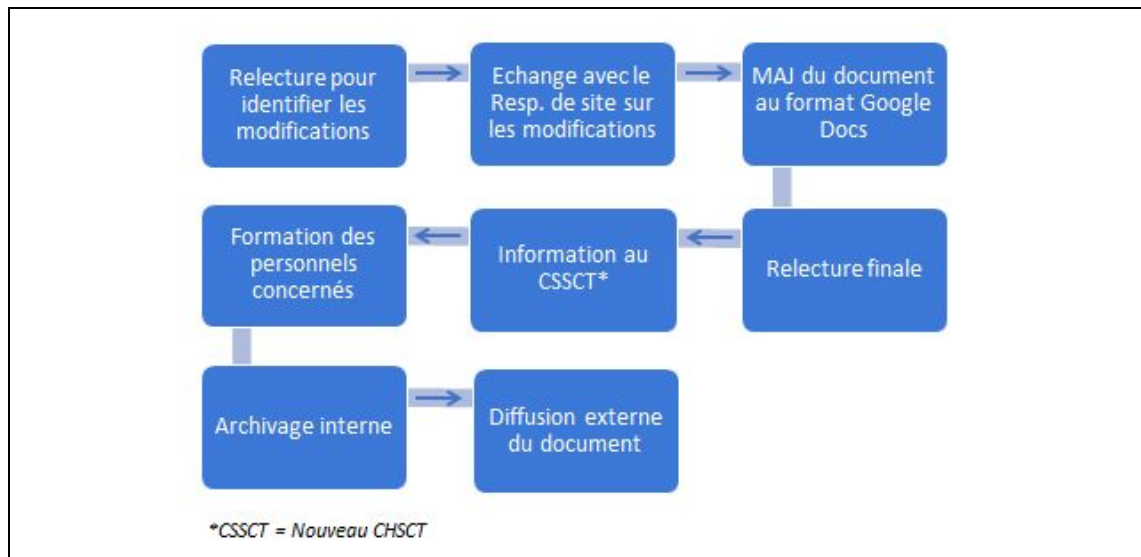 Relecture pour
identifier les
modifications
Echange avec le
Resp. de site sur
les modifications
MAJ du document
au format Google
Docs
Relecture finale
Information au
CSSCT*
Formation des
personnels
concernés
Archivage interne
Diffusion externe
du document
*CSSCT = Nouveau CHSCT